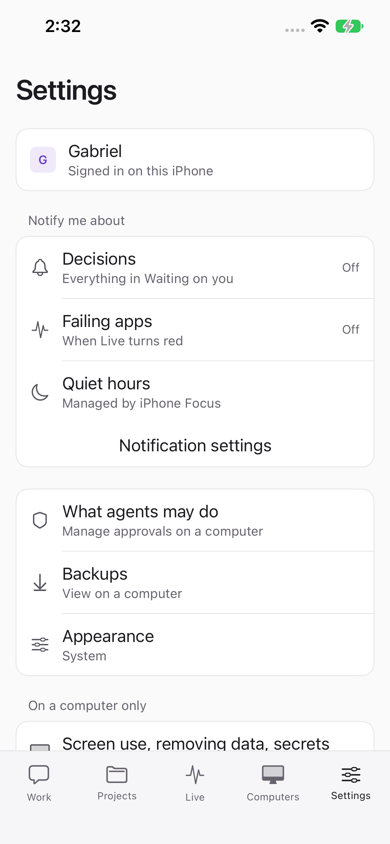 2:32
Settings
G
Gabriel
Signed in on this iPhone
Notify me about
Decisions
Everything in Waiting on you
Off
Failing apps
When Live turns red
Off
Quiet hours
Managed by iPhone Focus
Notification settings
What agents may do
Manage approvals on a computer
Backups
View on a computer
Appearance
System
On a computer only
Screen use, removing data, secrets
Work
Projects
Live
Computers
Settings